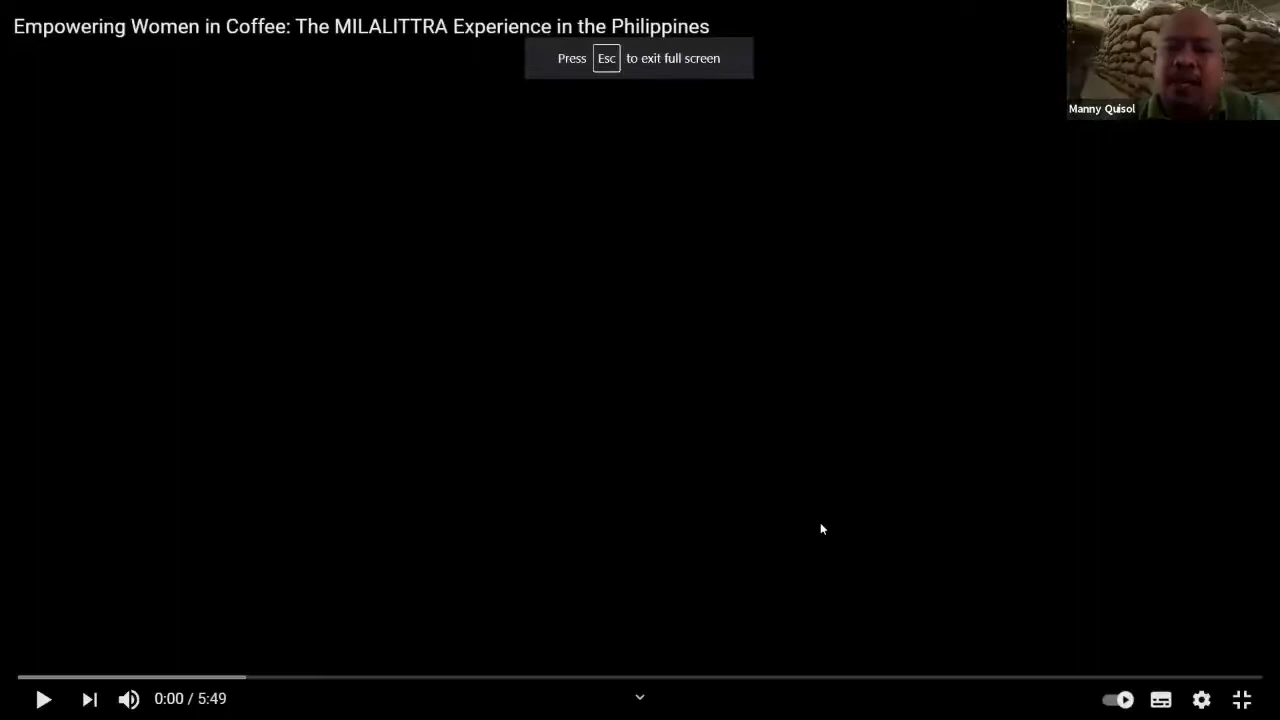 Empowering Women in Coffee: The MILALITTRA Experience in the Philippines
Press Esc to exit full screen
Manny Quisol
0:00 / 5:49